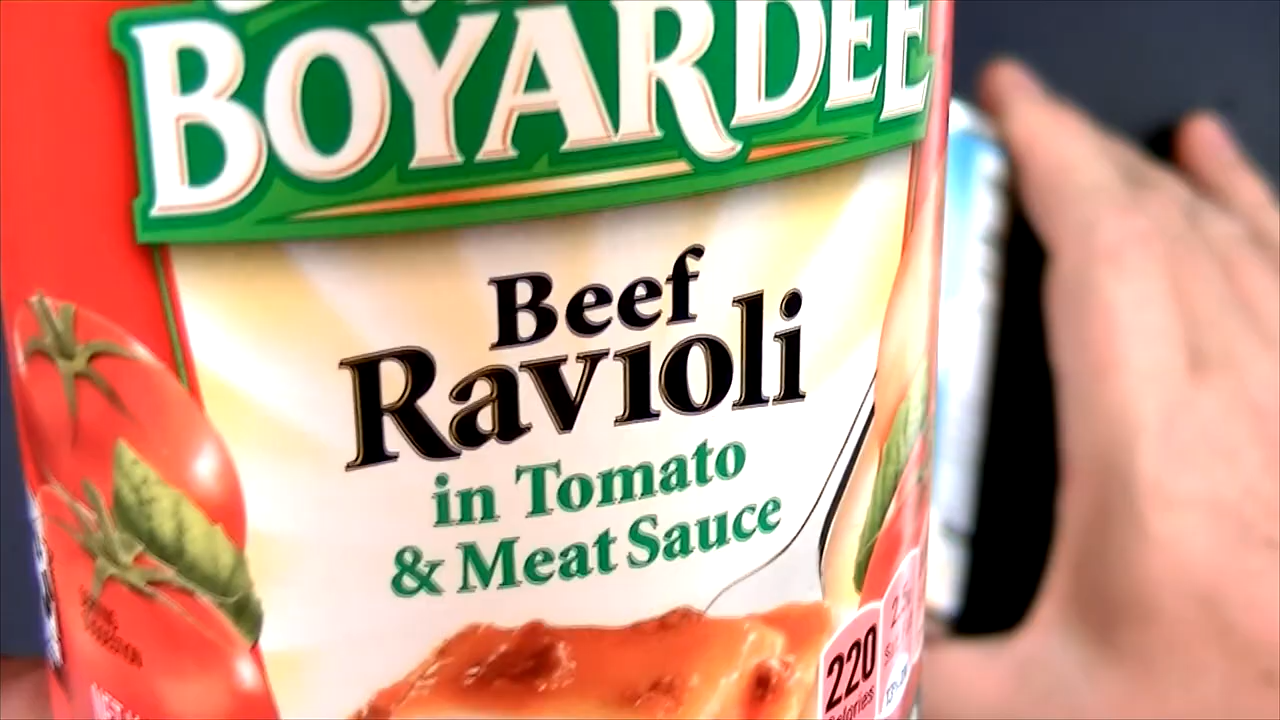 BOYARDEE
Beef
Ravioli
in Tomato
& Meat Sauce
220